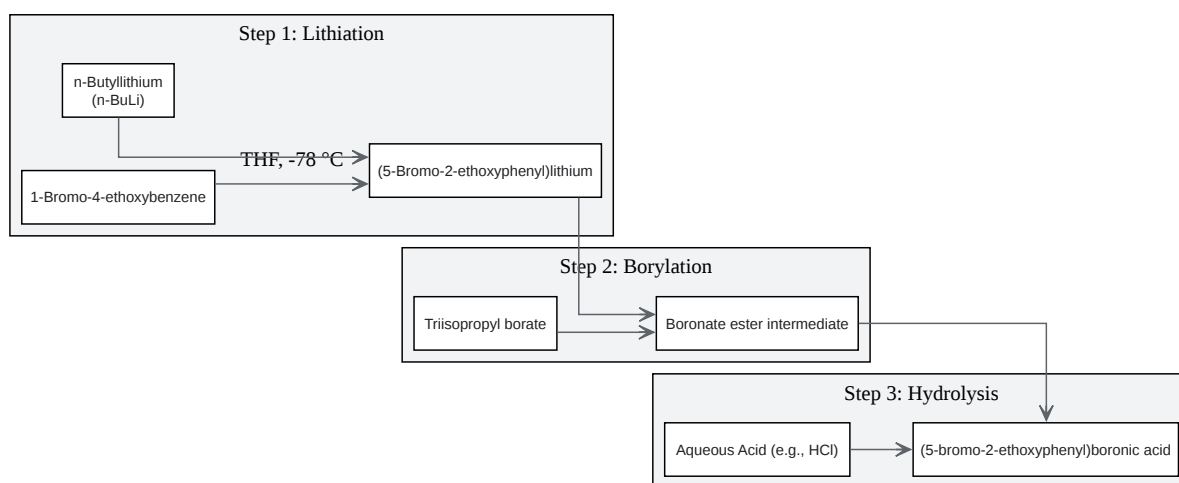 Step 1: Lithiation
n-Butyllithium
(n-BuLi)
THF, -78 °C
(5-Bromo-2-ethoxyphenyl)lithium
1-Bromo-4-ethoxybenzene
Step 2: Borylation
Triisopropyl borate
Boronate ester intermediate
Step 3: Hydrolysis
Aqueous Acid (e.g., HCl)
(5-bromo-2-ethoxyphenyl)boronic acid